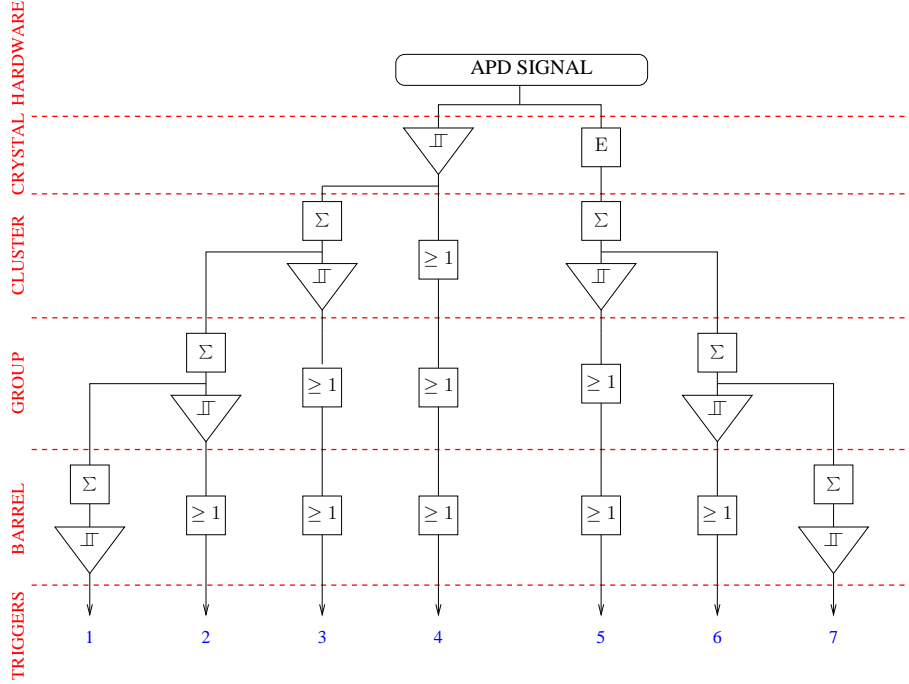 HARDWARE
APD SIGNAL
CRYSTAL
E
CLUSTER
Σ
Σ
≥ 1
GROUP
Σ
Σ
≥ 1
≥ 1
≥ 1
BARREL
Σ
Σ
≥ 1
≥ 1
≥ 1
≥ 1
≥ 1
TRIGGERS
1
2
3
4
5
6
7